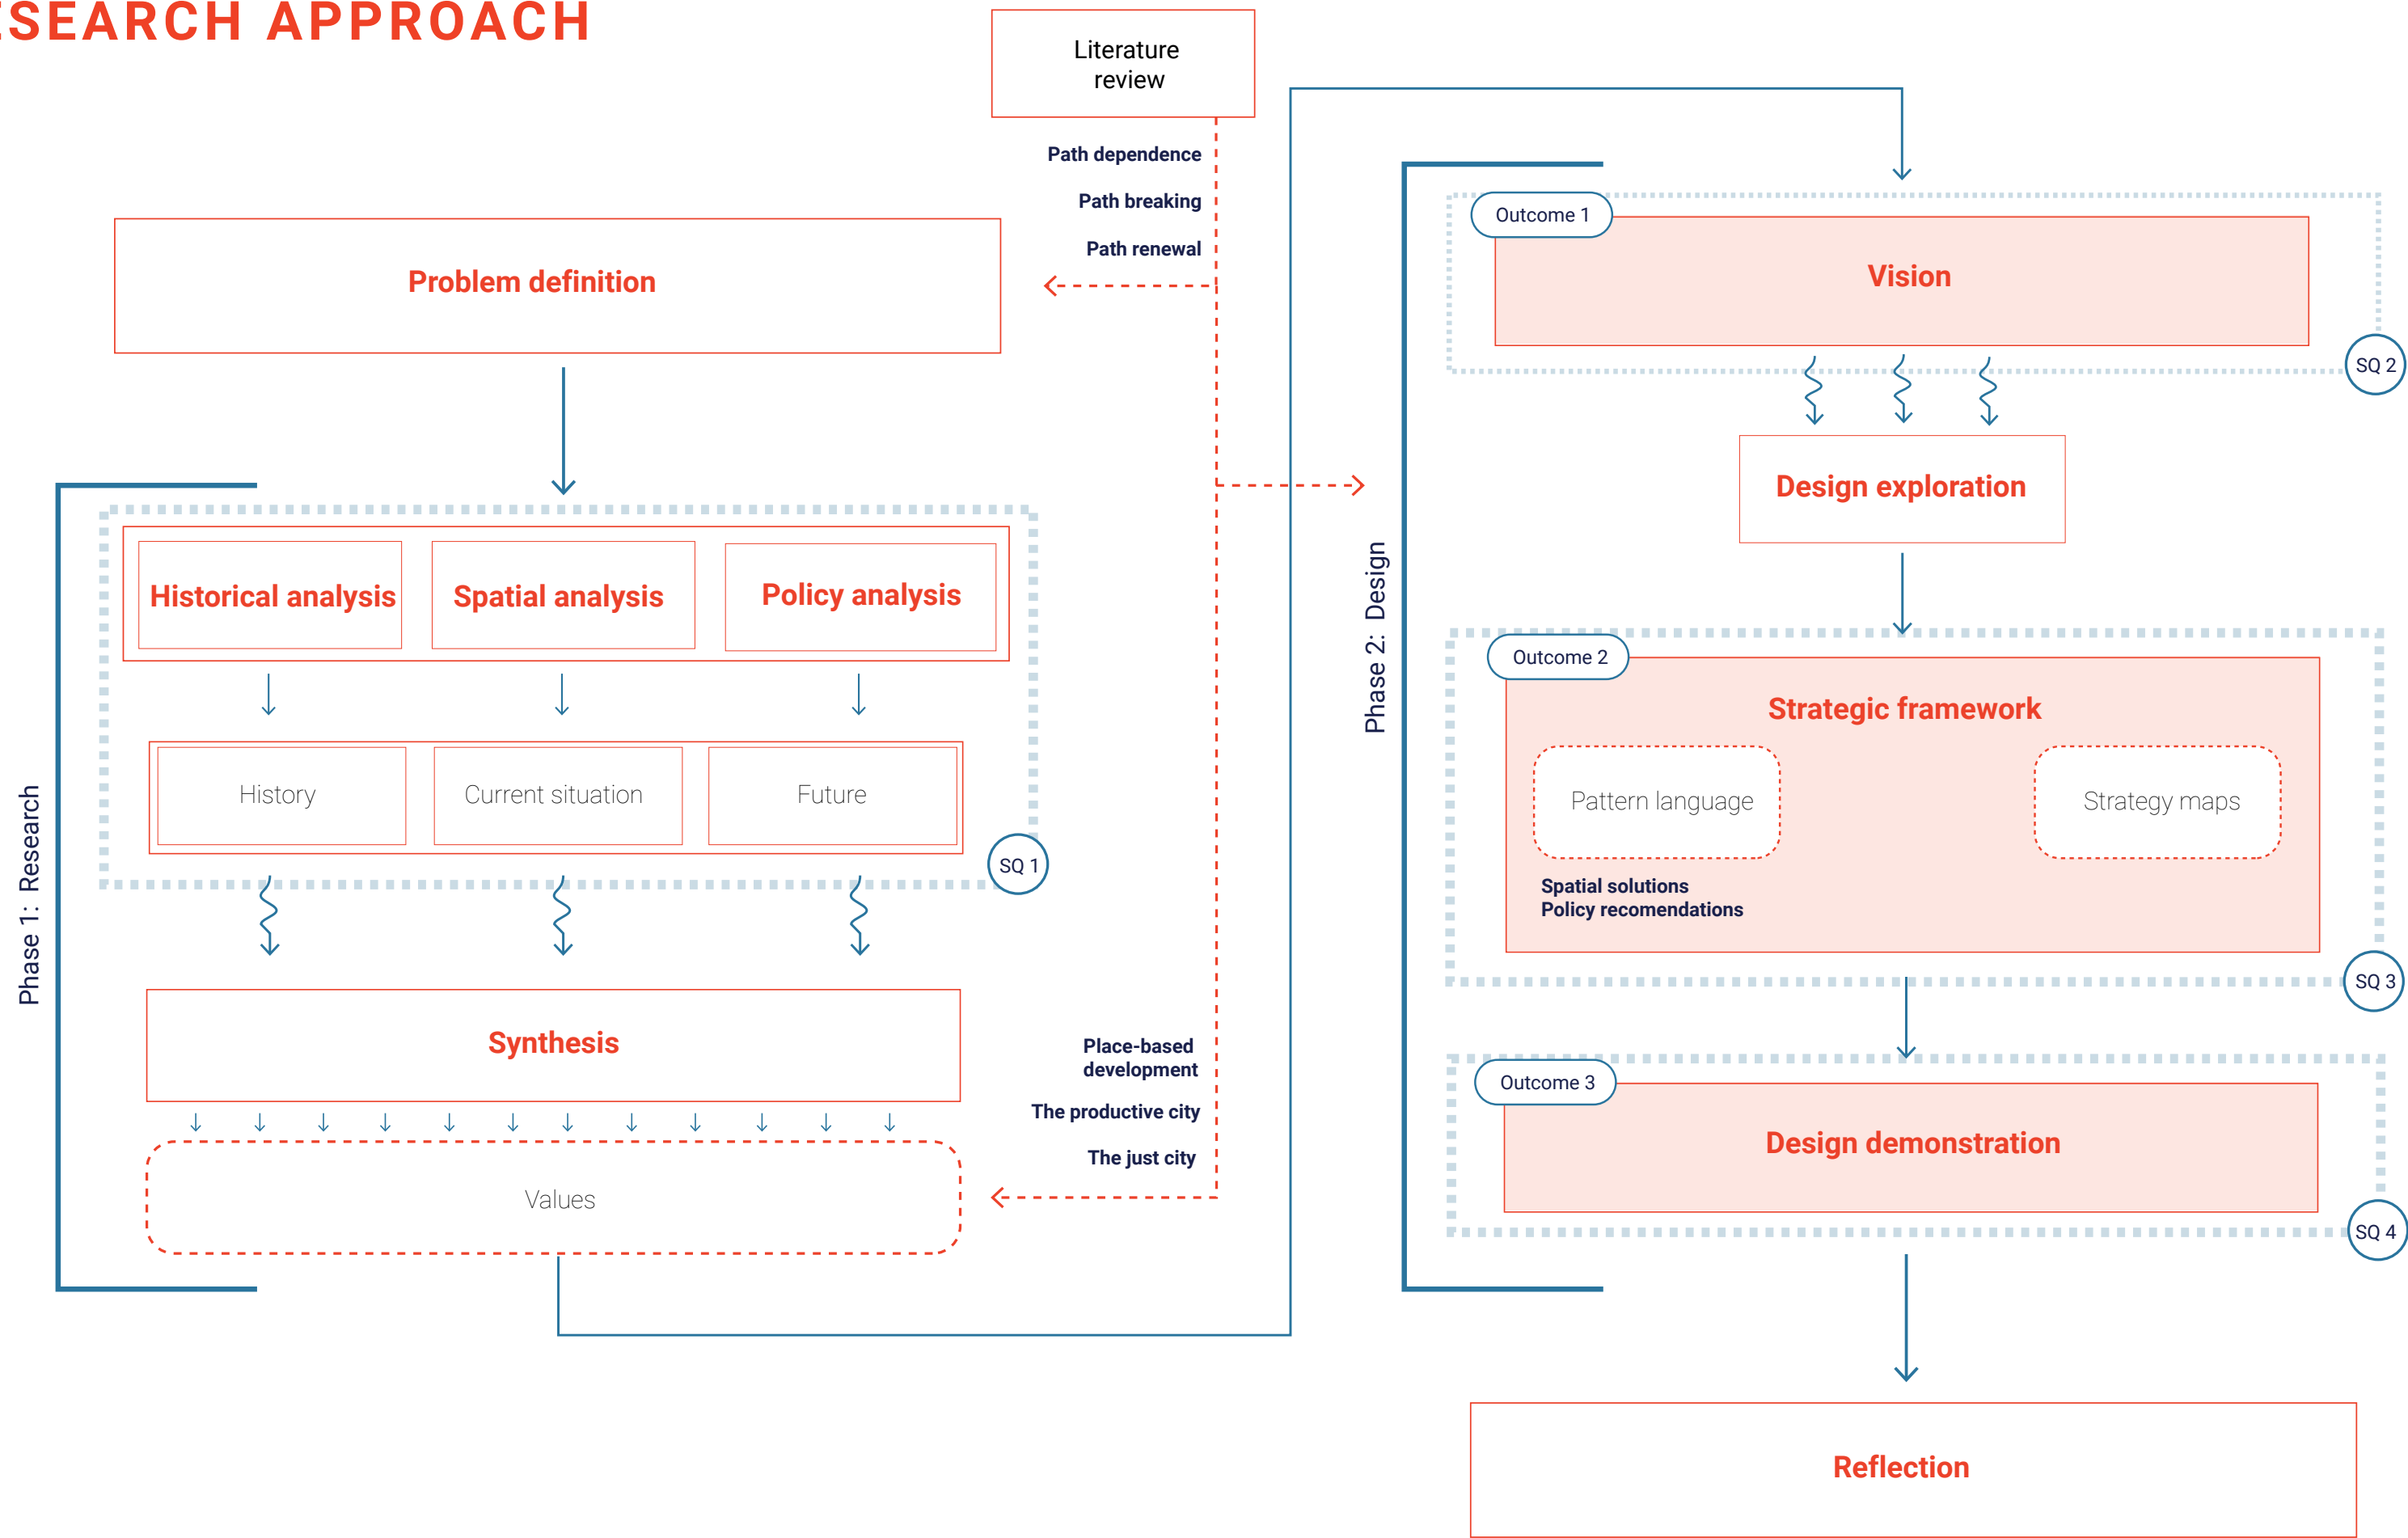 ESEARCH APPROACH
Literature
review
Path dependence
Path breaking
Path renewal
Problem definition
Phase 1: Research
Historical analysis
Spatial analysis
Policy analysis
History
Current situation
Future
SQ 1
Synthesis
Place-based
development
The productive city
The just city
Values
Phase 2: Design
Outcome 1
Vision
SQ 2
Design exploration
Outcome 2
Strategic framework
Pattern language
Strategy maps
Spatial solutions
Policy recomendations
SQ 3
Outcome 3
Design demonstration
SQ 4
Reflection